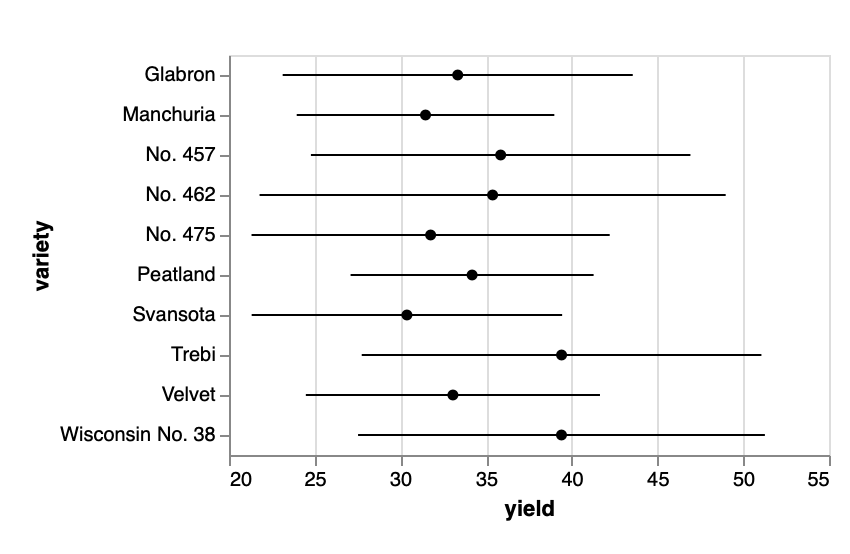 Glabron
Manchuria
No. 457
No. 462
No. 475
Peatland
Svansota
Trebi
Velvet
Wisconsin No. 38
variety
20 25 30 35 40 45 50 55
yield